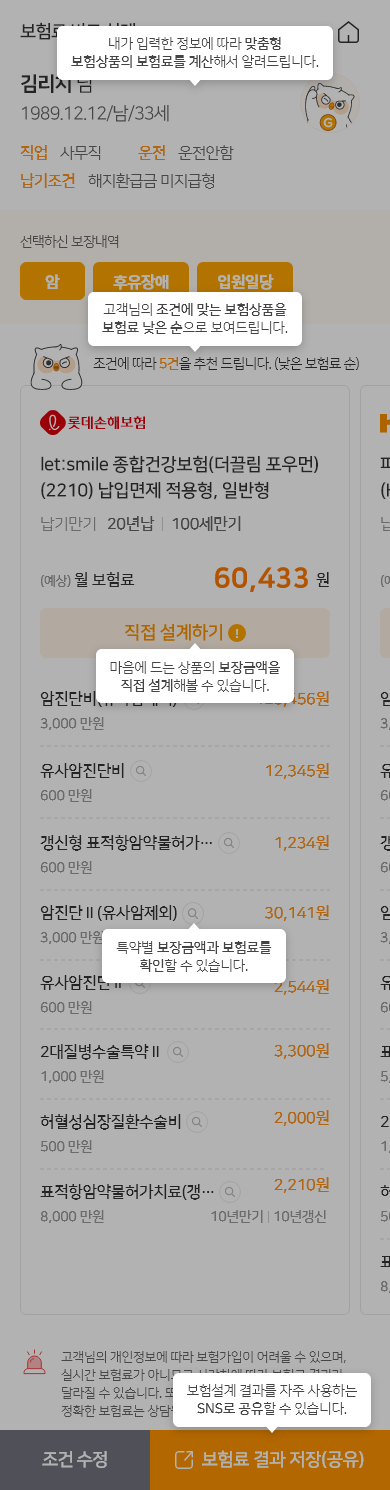 보험료
내가 입력한 정보에 따라 맞춤형
보험상품의 보험료를 계산해서 알려드립니다.
김리치 님
1989.12.12/남/33세
G
직업 사무직 운전 운전안함
납기조건 해지환급금 미지급형
선택하신 보장내역
암 후유장애 입원일당
고객님의 조건에 맞는 보험상품을
보험료 낮은 순으로 보여드립니다.
조건에 따라 5건을 추천 드립니다. (낮은 보험료 순)
롯데손해보험
let:smile 종합건강보험(더끌림 포우먼)
(2210) 납입면제 적용형, 일반형
납기만기 20년납 | 100세만기
(예상) 월 보험료 60,433 원
직접 설계하기 !
마음에 드는 상품의 보장금액을
직접 설계해볼 수 있습니다.
3,000 만원
유사암진단비 12,345원
600 만원
갱신형 표적항암약물허가… 1,234원
600 만원
암진단 II (유사암제외) 30,141원
3,000 만원
특약별 보장금액과 보험료를
확인할 수 있습니다.
유사암진단 II 2,544원
600 만원
2대질병수술특약 II 3,300원
1,000 만원
허혈성심장질환수술비 2,000원
500 만원
표적항암약물허가치료(갱… 2,210원
8,000 만원 10년만기 | 10년갱신
고객님의 개인정보에 따라 보험가입이 어려울 수 있으며,
실시간 보험료가 아니므로
달라질 수 있습니다.
정확한 보험료는
보험설계 결과를 자주 사용하는
SNS로 공유할 수 있습니다.
조건 수정 보험료 결과 저장(공유)